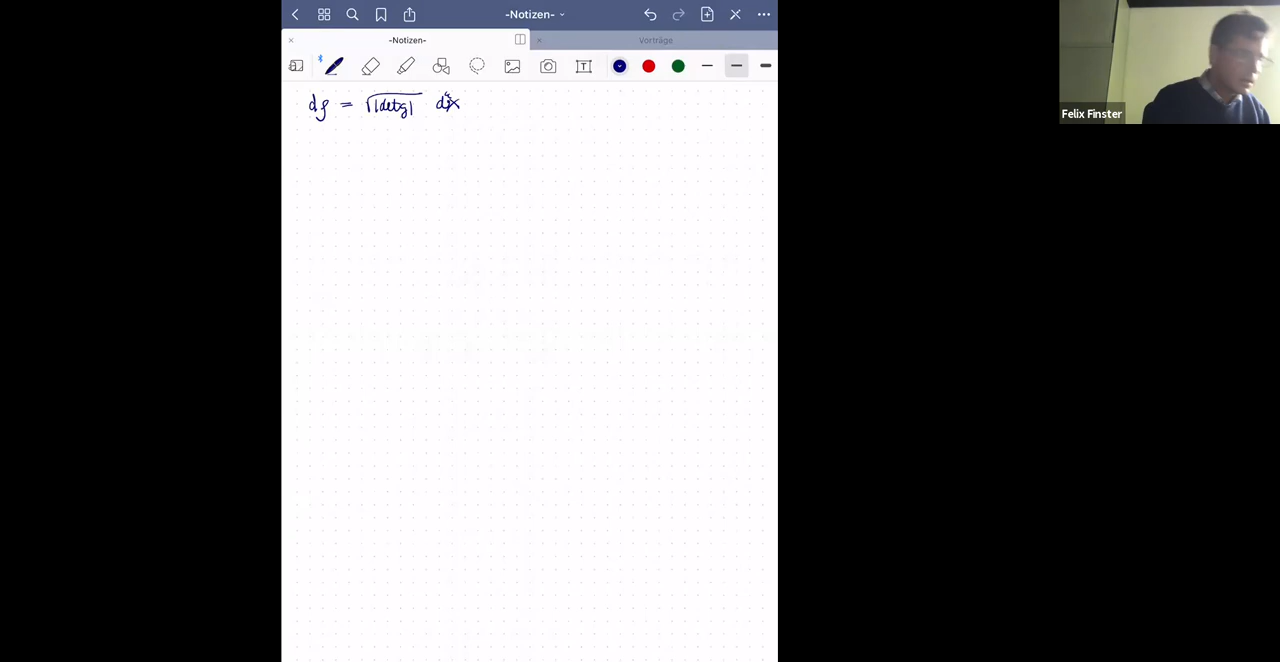 -Notizen-
-Notizen-
Vorträge
T
dρ = √|det g| d⁴x
Felix Finster